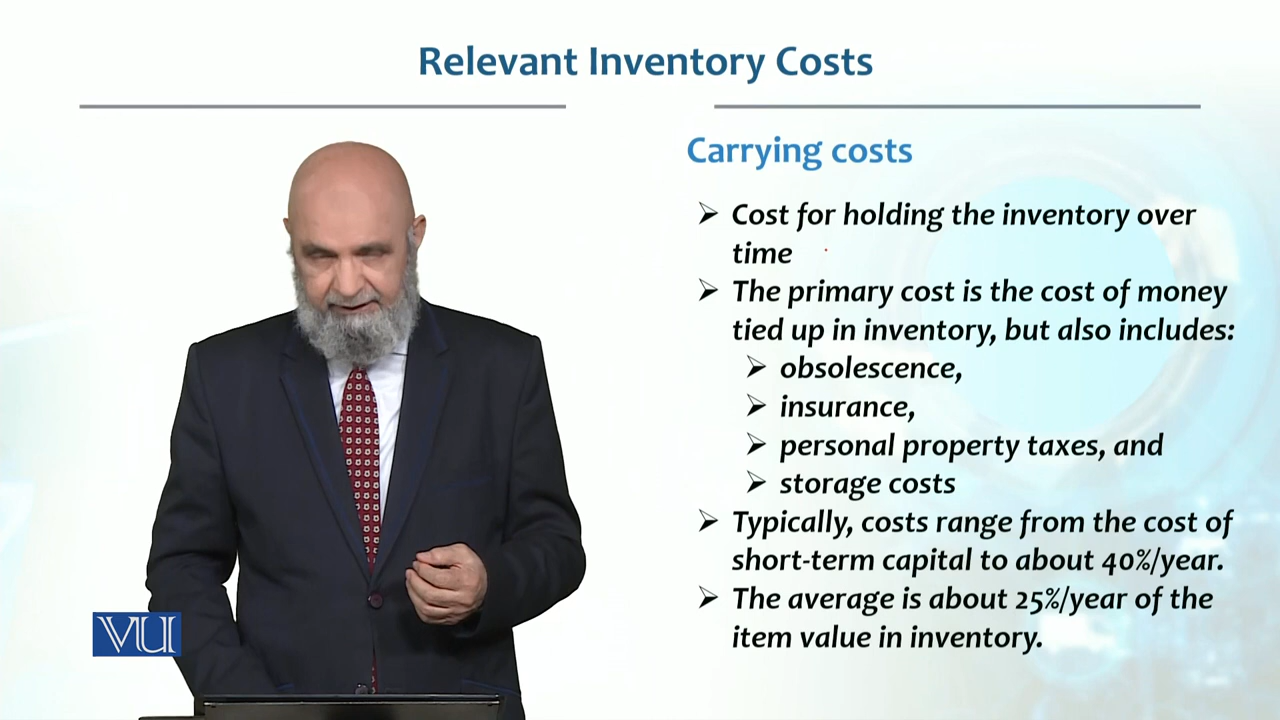 Relevant Inventory Costs
Carrying costs
➢ Cost for holding the inventory over
time
➢ The primary cost is the cost of money
tied up in inventory, but also includes:
➢ obsolescence,
➢ insurance,
➢ personal property taxes, and
➢ storage costs
➢ Typically, costs range from the cost of
short-term capital to about 40%/year.
➢ The average is about 25%/year of the
item value in inventory.
VU